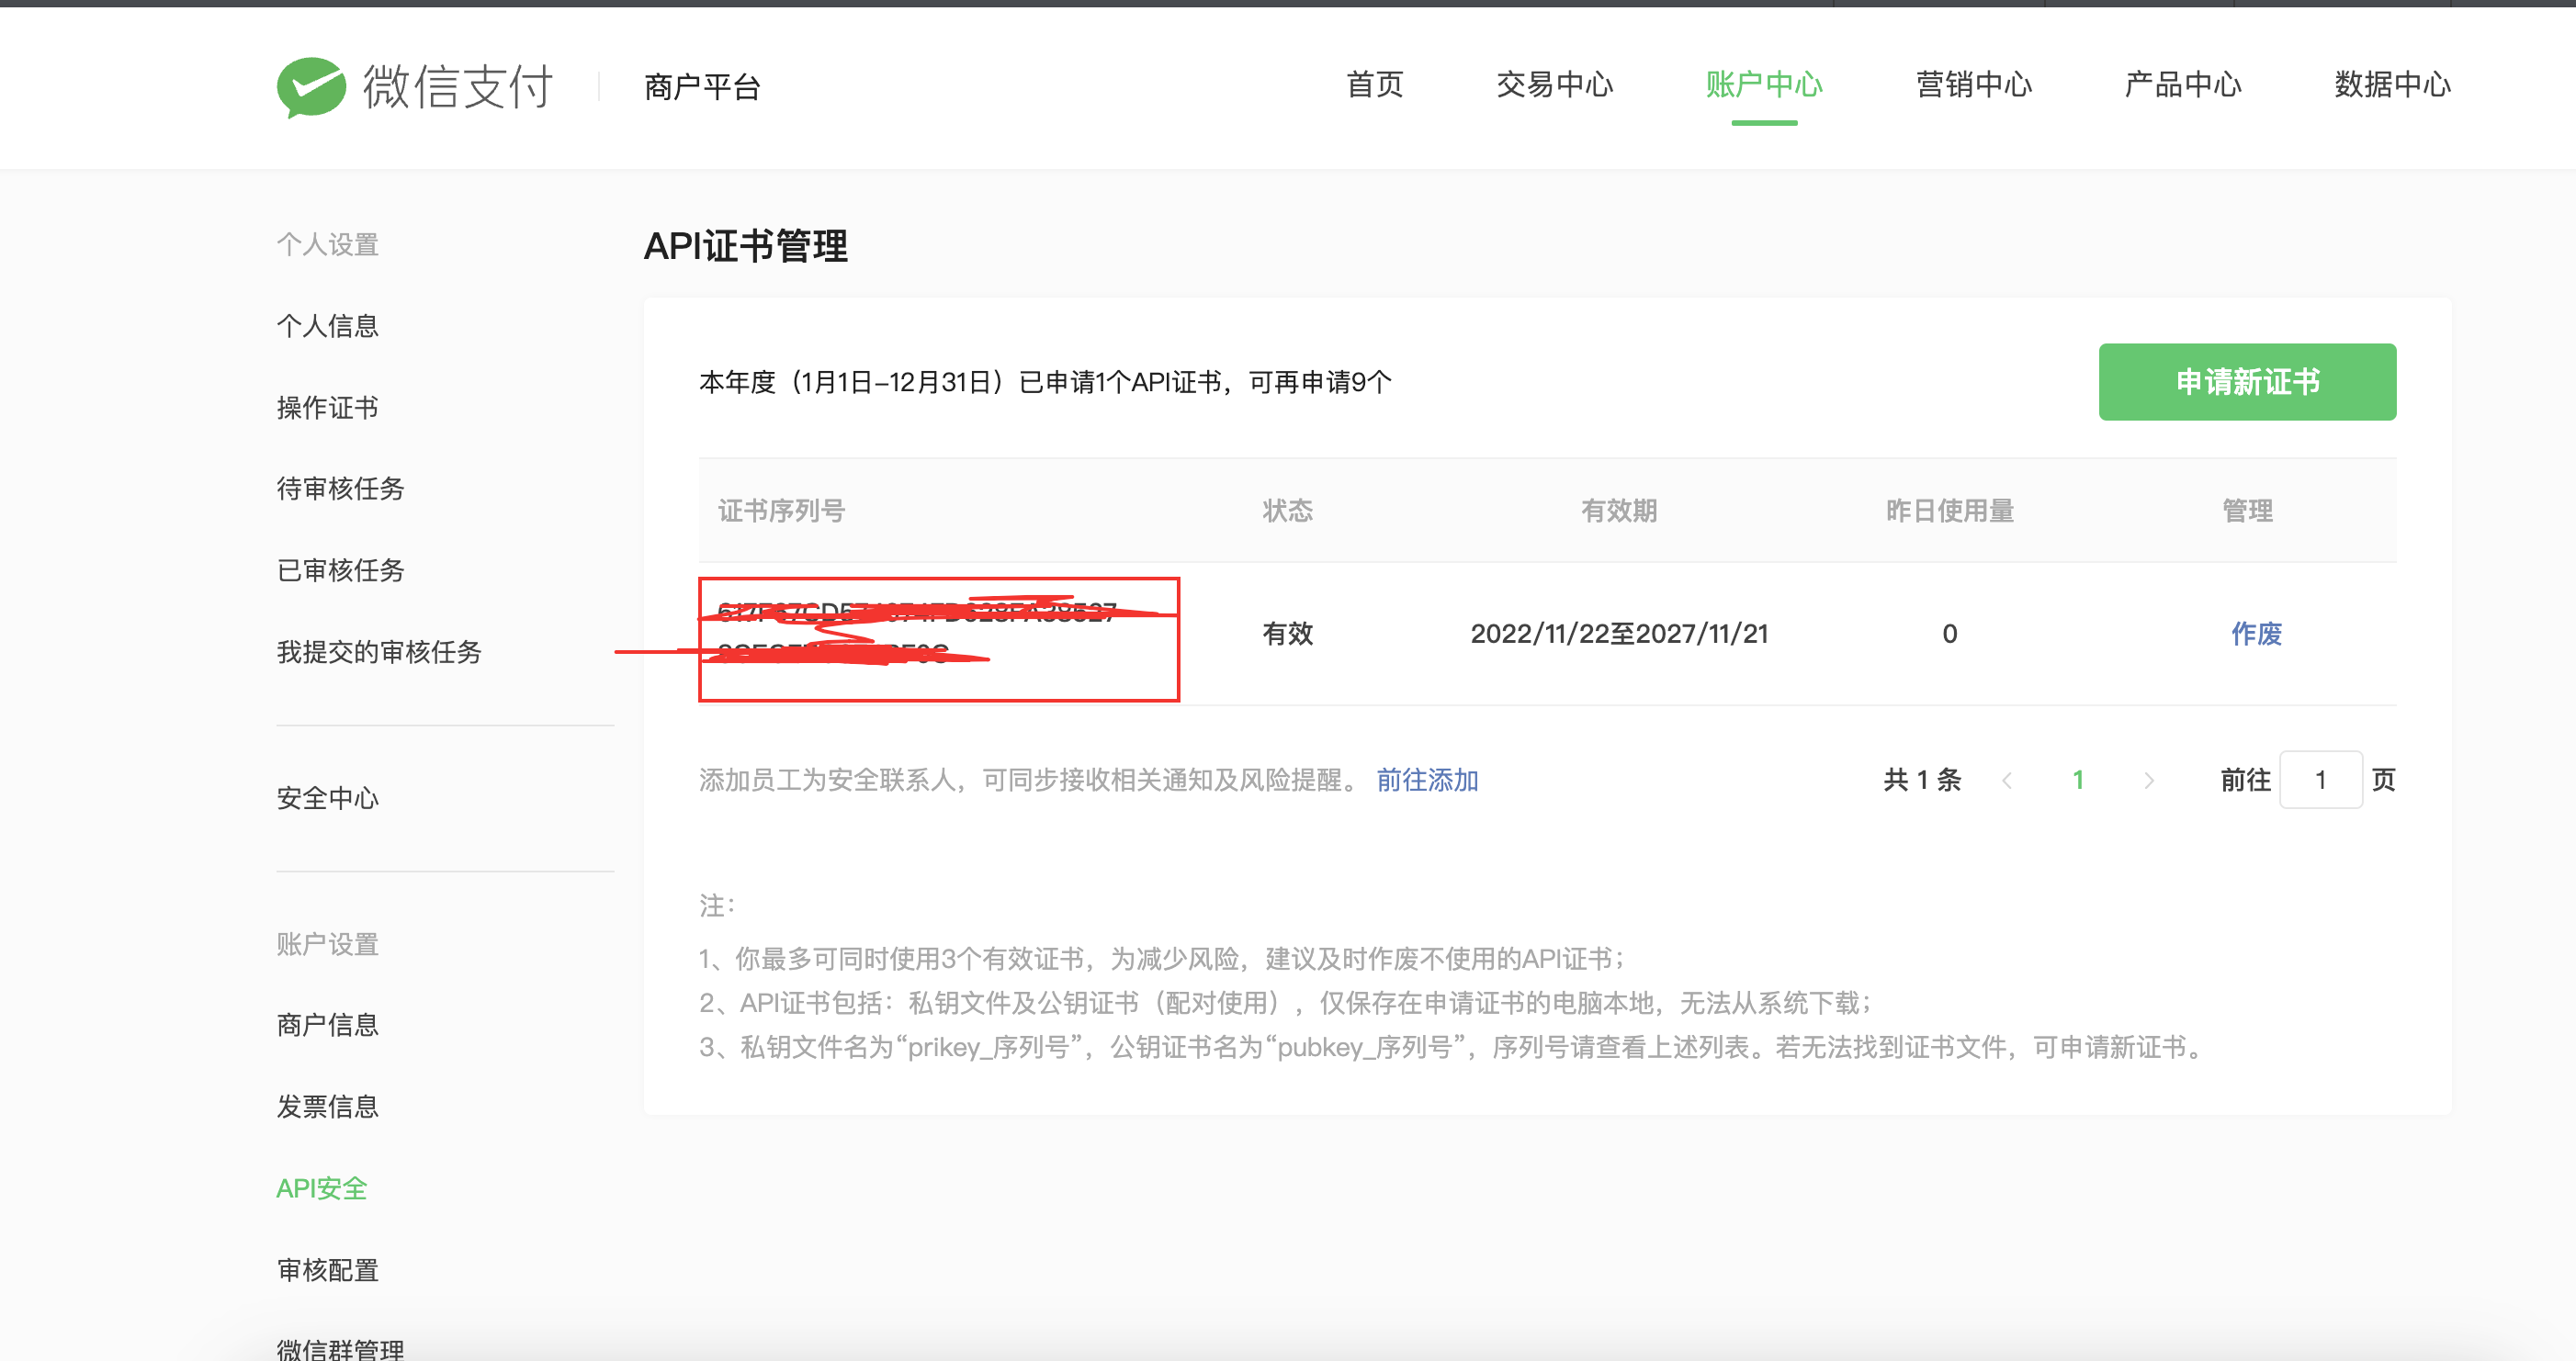 微信支付 商户平台 首页 交易中心 账户中心 营销中心 产品中心 数据中心
个人设置
个人信息
操作证书
待审核任务
已审核任务
我提交的审核任务
安全中心
账户设置
商户信息
发票信息
API安全
审核配置
微信群管理
API证书管理
本年度（1月1日-12月31日）已申请1个API证书，可再申请9个
申请新证书
证书序列号 状态 有效期 昨日使用量 管理
有效 2022/11/22至2027/11/21 0 作废
添加员工为安全联系人，可同步接收相关通知及风险提醒。 前往添加
共 1 条 < 1 > 前往 1 页
注：
1、你最多可同时使用3个有效证书，为减少风险，建议及时作废不使用的API证书；
2、API证书包括：私钥文件及公钥证书（配对使用），仅保存在申请证书的电脑本地，无法从系统下载；
3、私钥文件名为“prikey_序列号”，公钥证书名为“pubkey_序列号”，序列号请查看上述列表。若无法找到证书文件，可申请新证书。